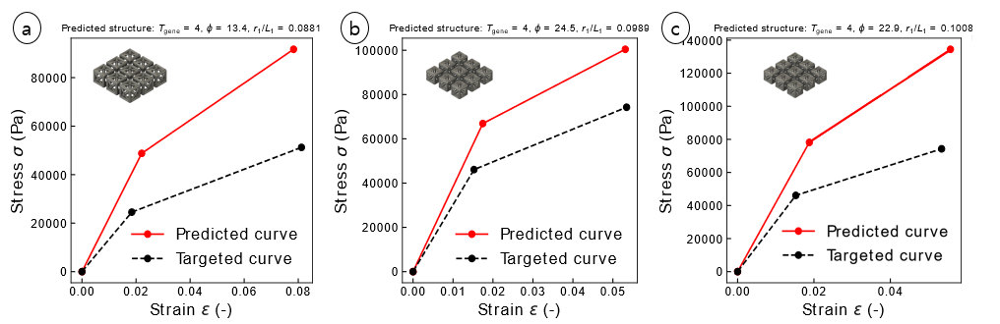 a
Predicted structure: T_gene = 4, ϕ = 13.4, r₁/L₁ = 0.0881
80000
60000
40000
20000
0
Stress σ (Pa)
Predicted curve
Targeted curve
0.00 0.02 0.04 0.06 0.08
Strain ε (-)
b
Predicted structure: T_gene = 4, ϕ = 24.5, r₁/L₁ = 0.0989
100000
80000
60000
40000
20000
0
Stress σ (Pa)
Predicted curve
Targeted curve
0.00 0.01 0.02 0.03 0.04 0.05
Strain ε (-)
c
Predicted structure: T_gene = 4, ϕ = 22.9, r₁/L₁ = 0.1008
140000
120000
100000
80000
60000
40000
20000
0
Stress σ (Pa)
Predicted curve
Targeted curve
0.00 0.02 0.04
Strain ε (-)